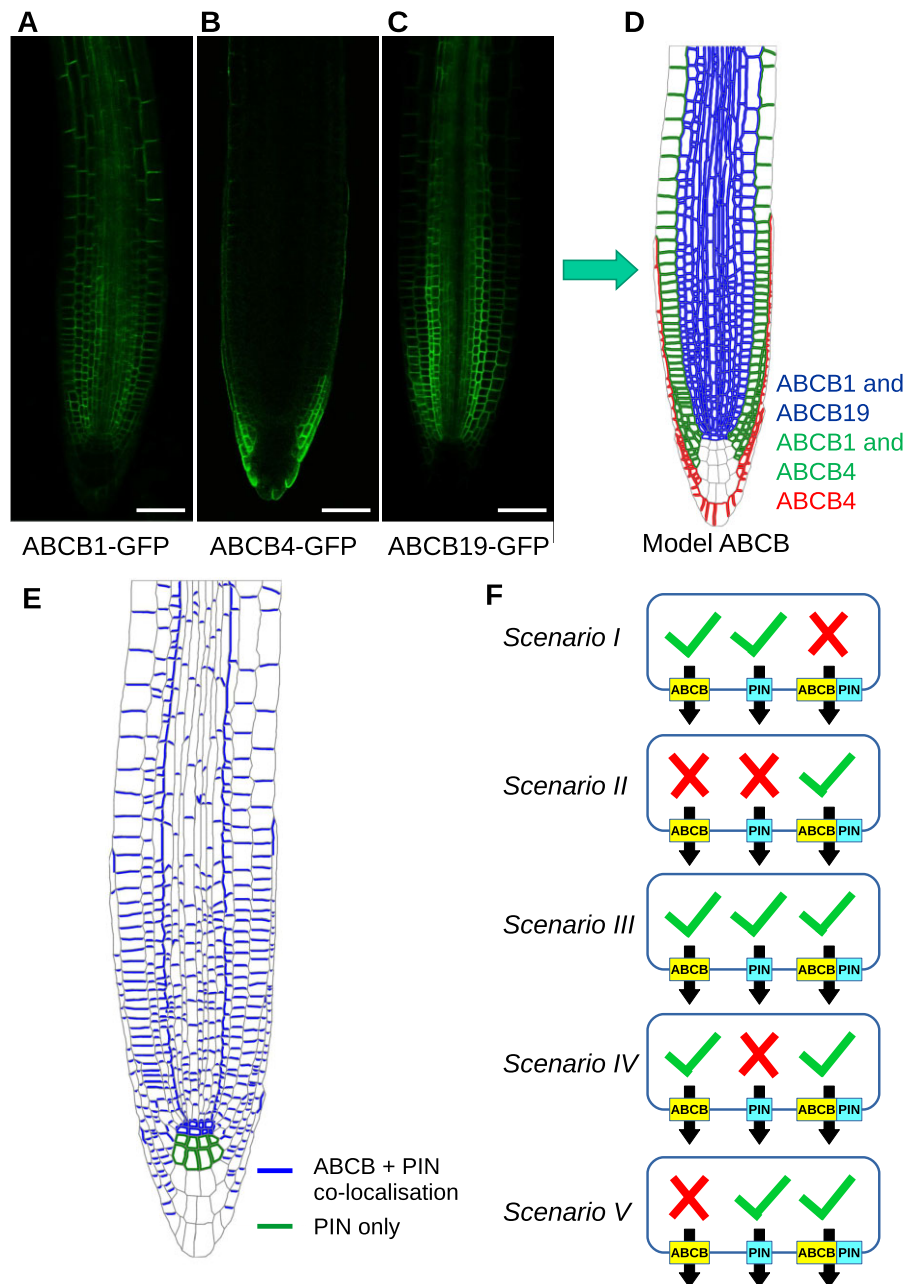 A
B
C
D
ABCB1-GFP
ABCB4-GFP
ABCB19-GFP
ABCB1 and
ABCB19
ABCB1 and
ABCB4
ABCB4
Model ABCB
E
ABCB + PIN
co-localisation
PIN only
F
Scenario I
ABCB PIN ABCB PIN
Scenario II
ABCB PIN ABCB PIN
Scenario III
ABCB PIN ABCB PIN
Scenario IV
ABCB PIN ABCB PIN
Scenario V
ABCB PIN ABCB PIN